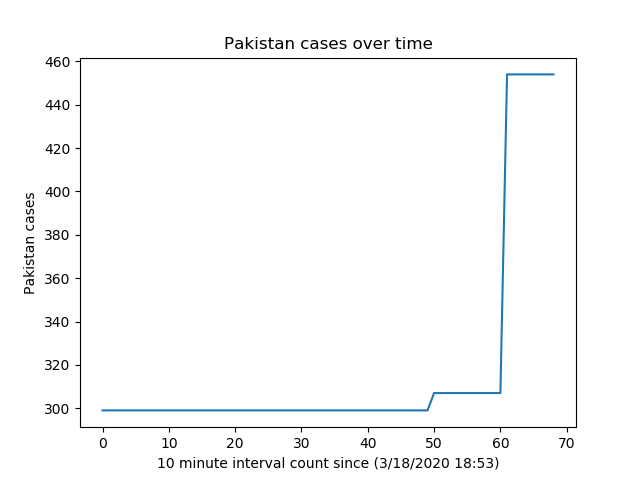 Pakistan cases over time
460
440
420
400
380
360
340
320
300
Pakistan cases
0 10 20 30 40 50 60 70
10 minute interval count since (3/18/2020 18:53)